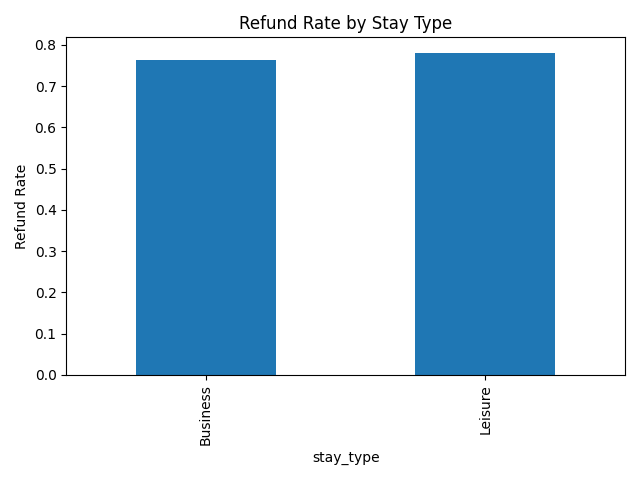 Refund Rate by Stay Type
0.8
0.7
0.6
0.5
0.4
0.3
0.2
0.1
0.0
Refund Rate
Business
Leisure
stay_type